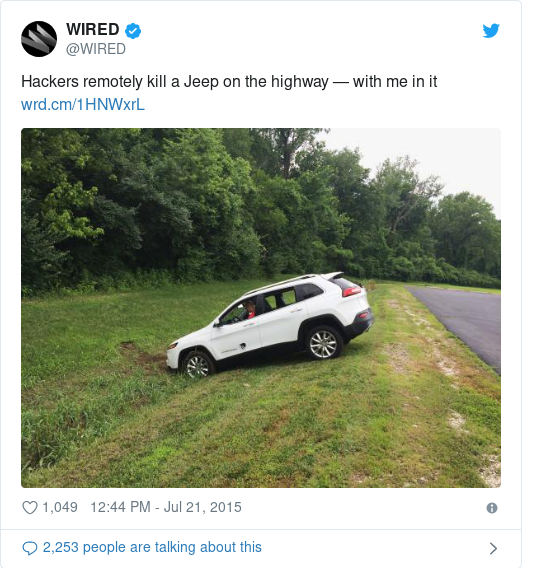 WIRED
@WIRED
Hackers remotely kill a Jeep on the highway — with me in it
wrd.cm/1HNWxrL
1,049 12:44 PM - Jul 21, 2015
2,253 people are talking about this